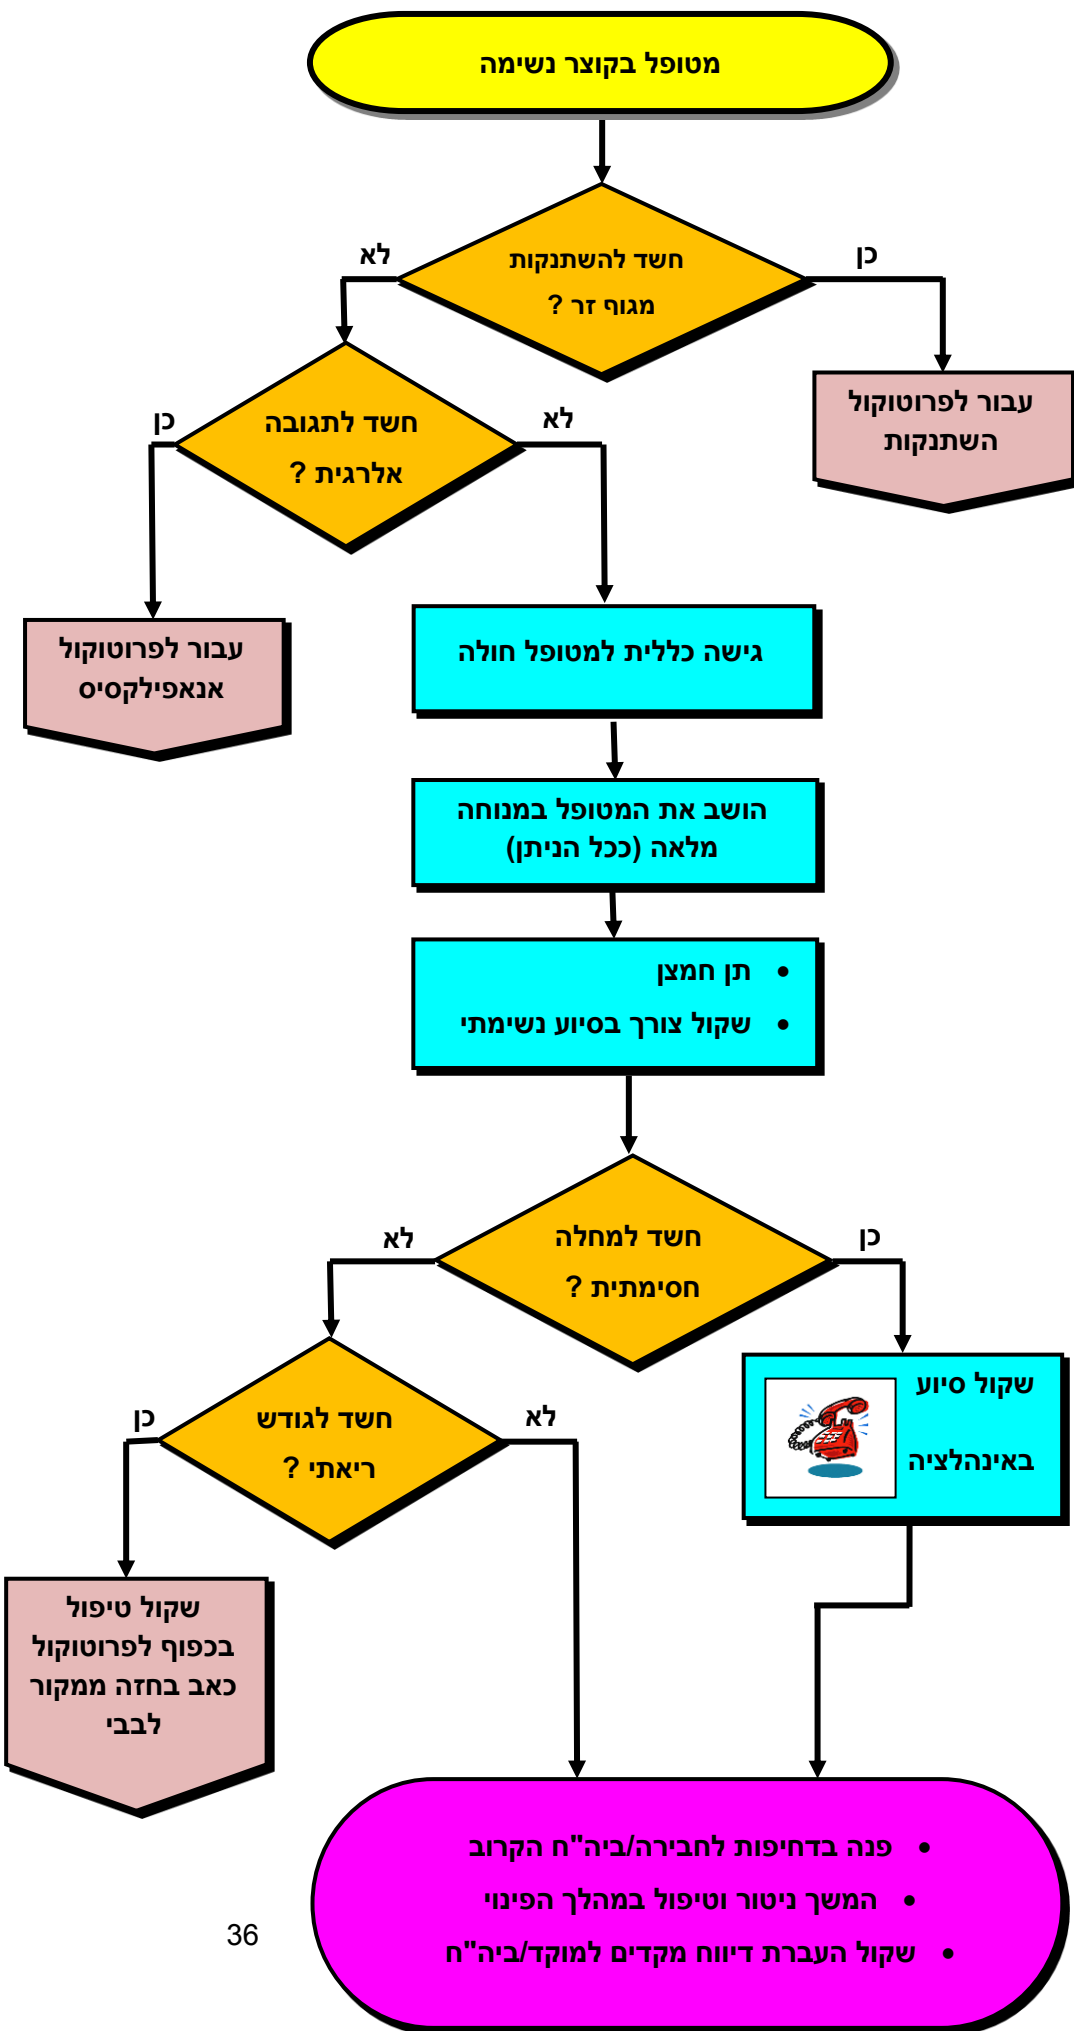 מטופל בקוצר נשימה
כן
לא
חשד להשתנקות
מגוף זר ?
עבור לפרוטוקול
השתנקות
לא
כן
חשד לתגובה
אלרגית ?
עבור לפרוטוקול
אנאפילקסיס
גישה כללית למטופל חולה
הושב את המטופל במנוחה
מלאה (ככל הניתן)
• תן חמצן
• שקול צורך בסיוע נשימתי
כן
לא
חשד למחלה
חסימתית ?
שקול סיוע
באינהלציה
לא
כן
חשד לגודש
ריאתי ?
שקול טיפול
בכפוף לפרוטוקול
כאב בחזה ממקור
לבבי
• פנה בדחיפות לחבירה/ביה"ח הקרוב
• המשך ניטור וטיפול במהלך הפינוי
• שקול העברת דיווח מקדים למוקד/ביה"ח
36